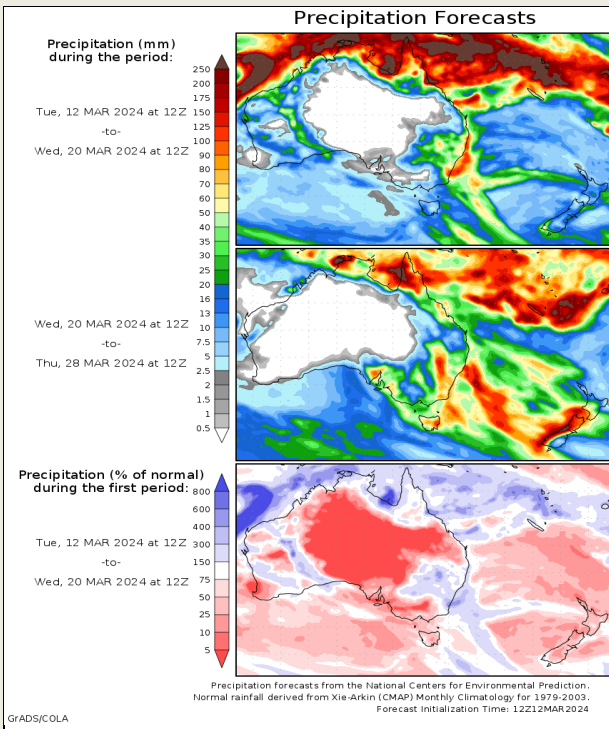 Precipitation Forecasts
Precipitation (mm)
during the period:
Tue, 12 MAR 2024 at 12Z
-to-
Wed, 20 MAR 2024 at 12Z
250
200
175
150
125
100
90
80
70
60
50
40
35
30
25
20
16
13
10
7.5
5
2.5
2
1.5
1
0.5
Wed, 20 MAR 2024 at 12Z
-to-
Thu, 28 MAR 2024 at 12Z
Precipitation (% of normal)
during the first period:
Tue, 12 MAR 2024 at 12Z
-to-
Wed, 20 MAR 2024 at 12Z
800
600
400
300
150
75
50
25
10
5
Precipitation forecasts from the National Centers for Environmental Prediction.
Normal rainfall derived from Xie-Arkin (CMAP) Monthly Climatology for 1979-2003.
Forecast Initialization Time: 12Z12MAR2024
GrADS/COLA